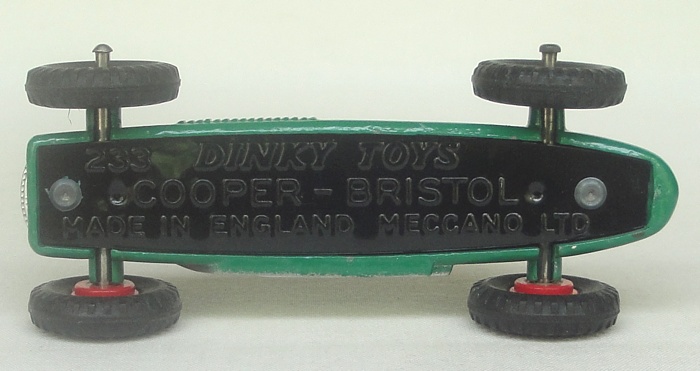 233 DINKY TOYS
COOPER - BRISTOL
MADE IN ENGLAND MECCANO LTD